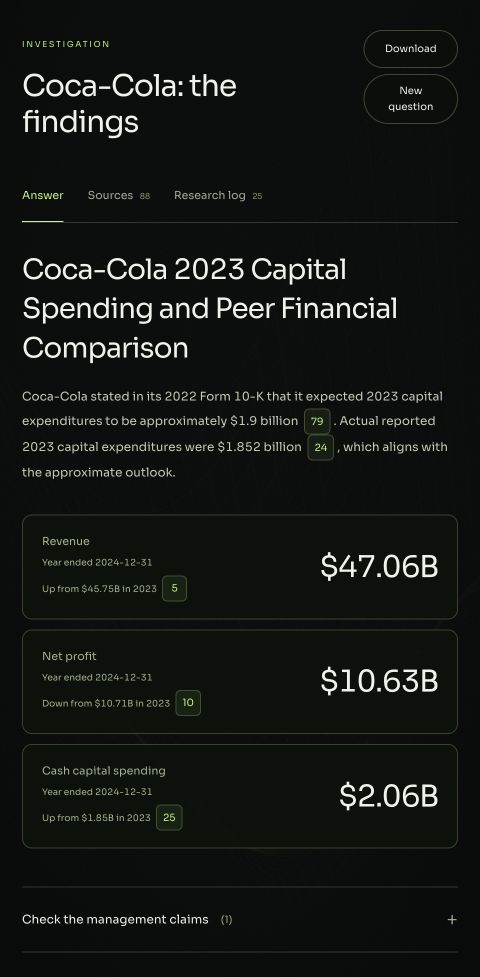 INVESTIGATION
Download
Coca-Cola: the
findings
New
question
Answer Sources 88 Research log 25
Coca-Cola 2023 Capital
Spending and Peer Financial
Comparison
Coca-Cola stated in its 2022 Form 10-K that it expected 2023 capital
expenditures to be approximately $1.9 billion 79 . Actual reported
2023 capital expenditures were $1.852 billion 24 , which aligns with
the approximate outlook.
Revenue
Year ended 2024-12-31
Up from $45.75B in 2023 5
$47.06B
Net profit
Year ended 2024-12-31
Down from $10.71B in 2023 10
$10.63B
Cash capital spending
Year ended 2024-12-31
Up from $1.85B in 2023 25
$2.06B
Check the management claims (1) +